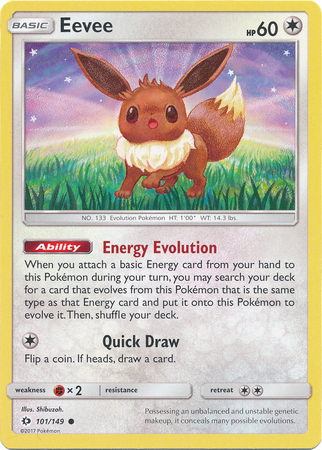 BASIC Eevee HP 60
NO. 133 Evolution Pokémon HT: 1'00" WT: 14.3 lbs.
Ability Energy Evolution
When you attach a basic Energy card from your hand to
this Pokémon during your turn, you may search your deck
for a card that evolves from this Pokémon that is the same
type as that Energy card and put it onto this Pokémon to
evolve it. Then, shuffle your deck.
Quick Draw
Flip a coin. If heads, draw a card.
weakness ×2 resistance retreat
Illus. Shibuzoh.
101/149
©2017 Pokémon
Possessing an unbalanced and unstable genetic
makeup, it conceals many possible evolutions.